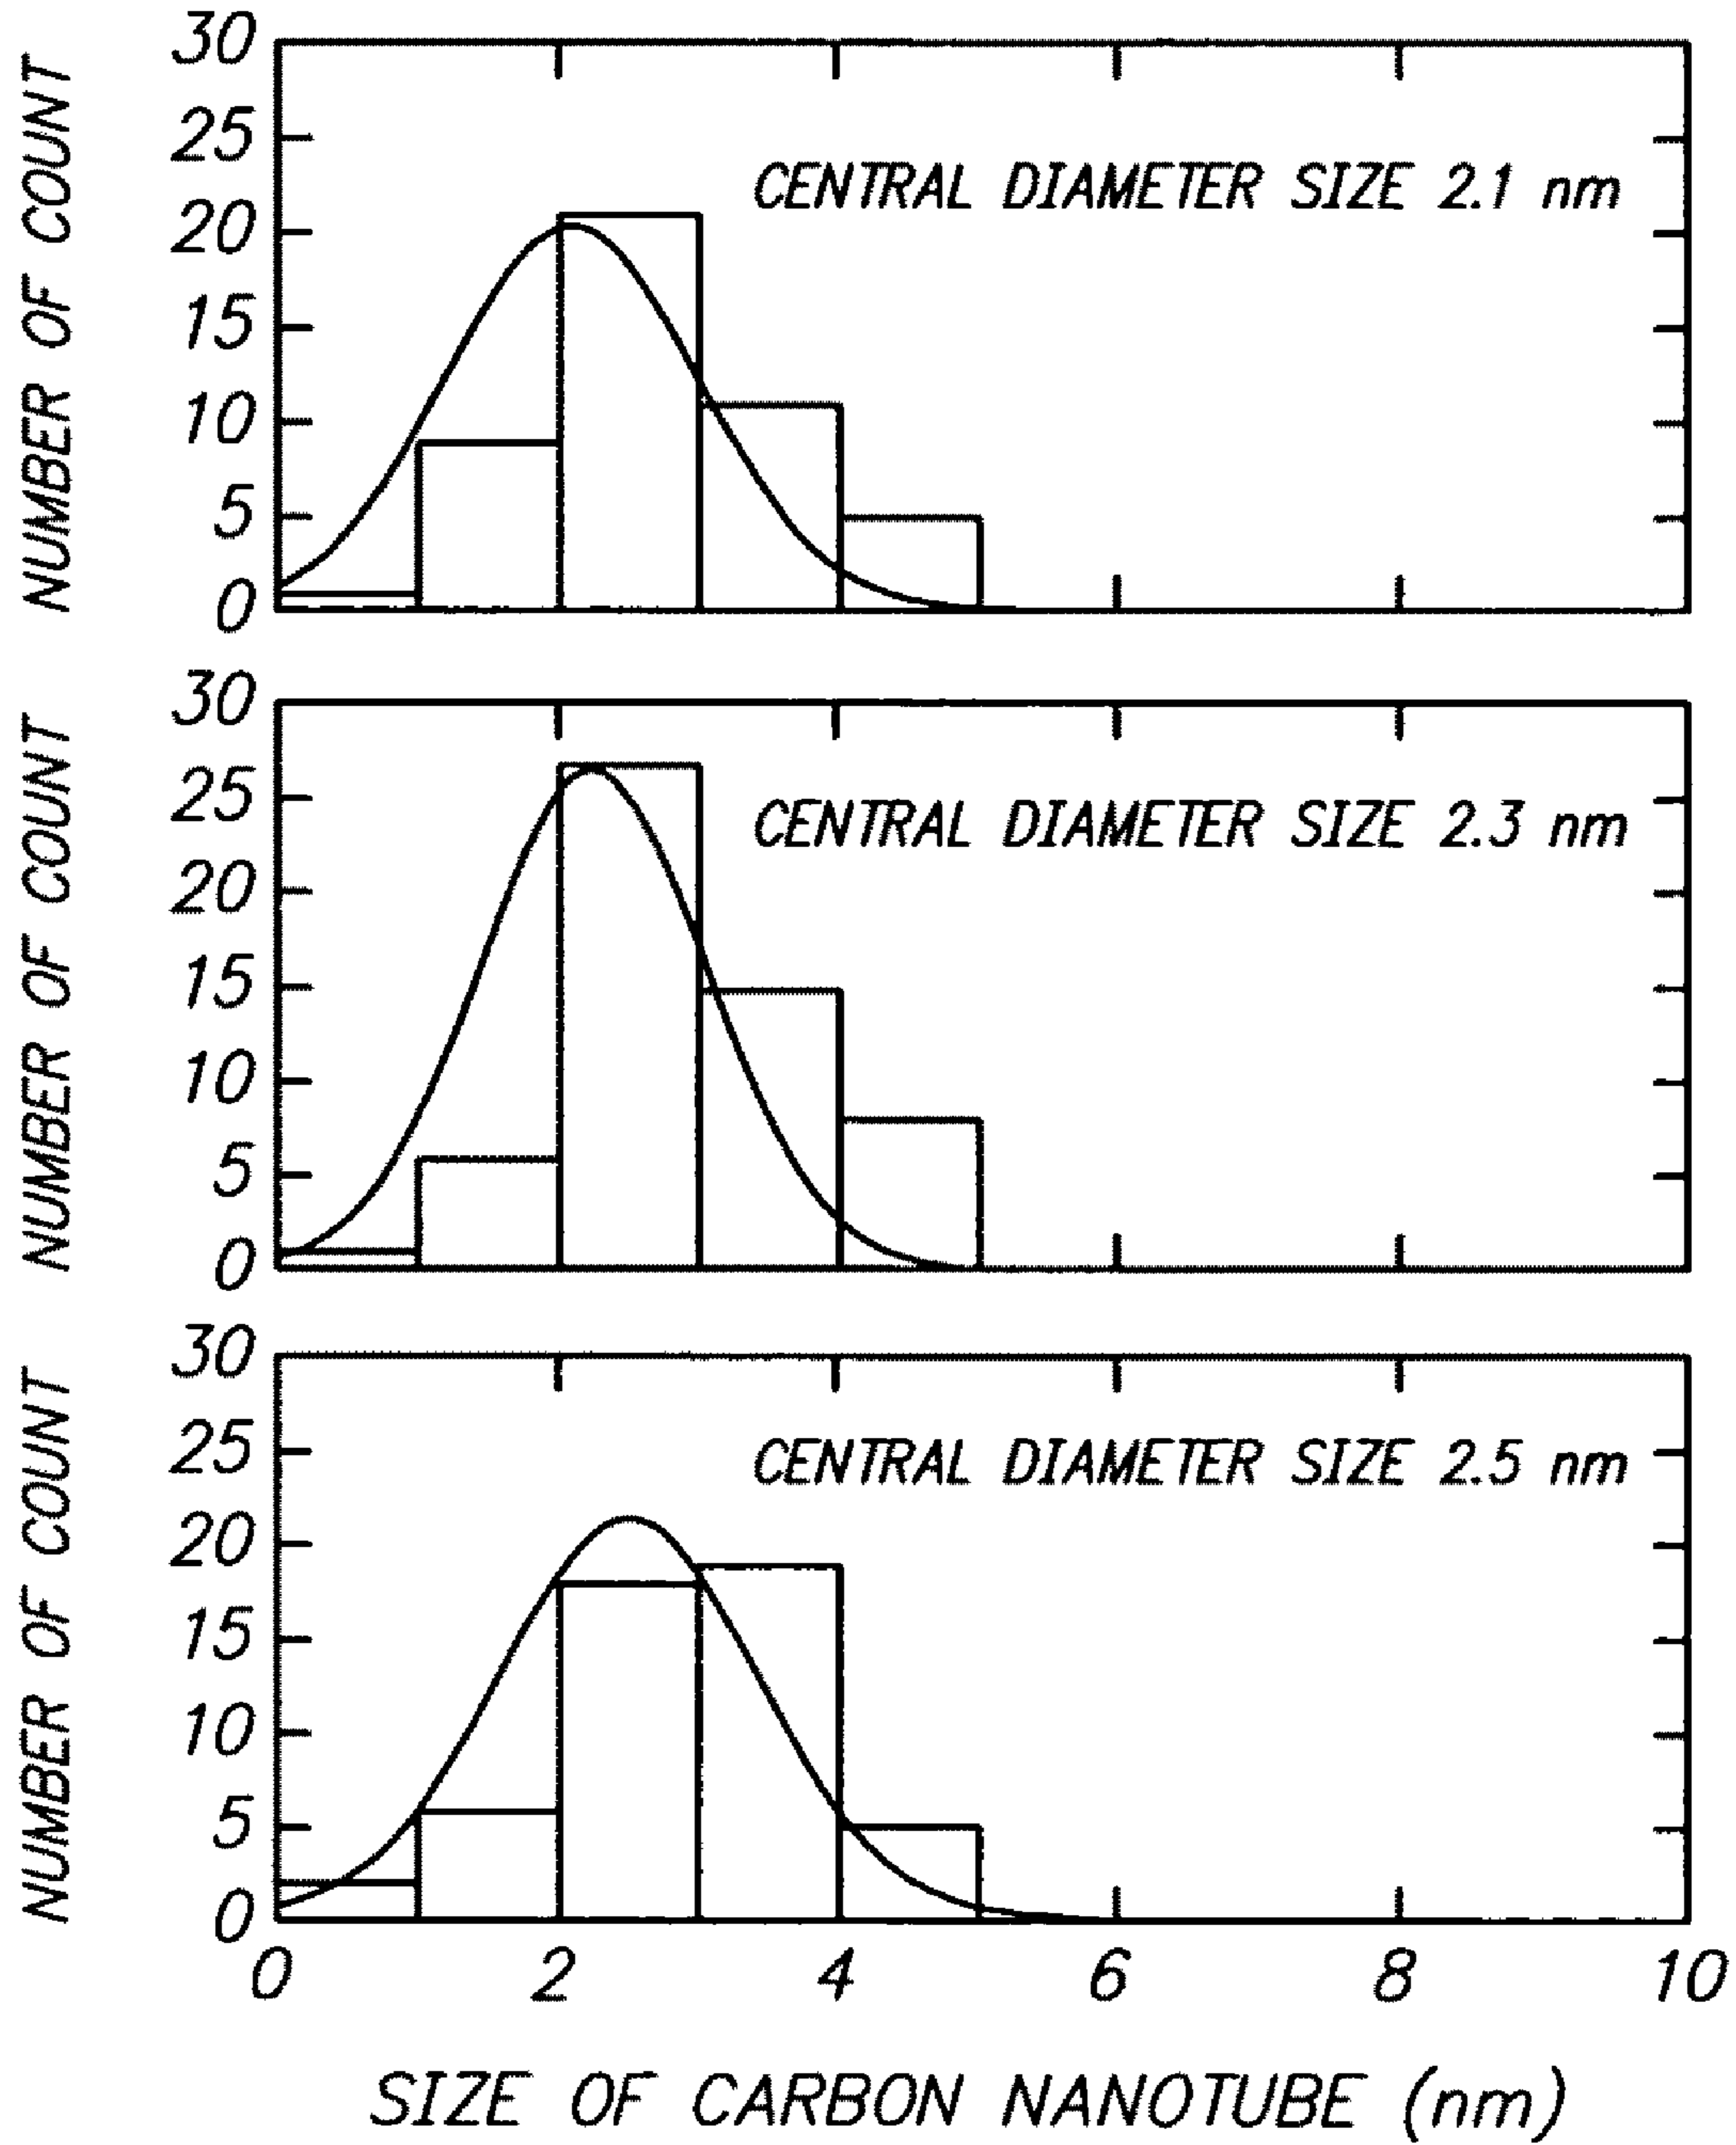 NUMBER OF COUNT
30
25
20
15
10
5
0
CENTRAL DIAMETER SIZE 2.1 nm
NUMBER OF COUNT
30
25
20
15
10
5
0
CENTRAL DIAMETER SIZE 2.3 nm
NUMBER OF COUNT
30
25
20
15
10
5
0
CENTRAL DIAMETER SIZE 2.5 nm
0 2 4 6 8 10
SIZE OF CARBON NANOTUBE (nm)